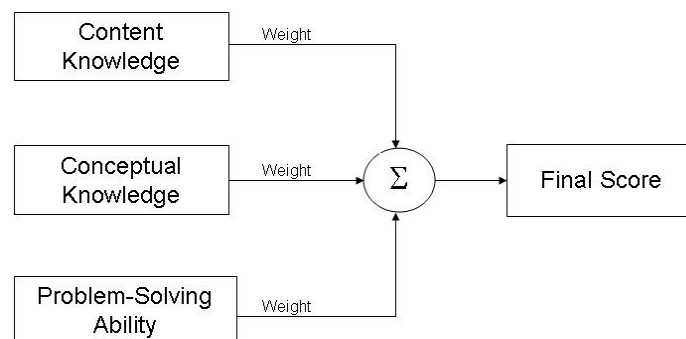 Content
Knowledge
Weight
Conceptual
Knowledge
Weight
Σ
Final Score
Problem-Solving
Ability
Weight